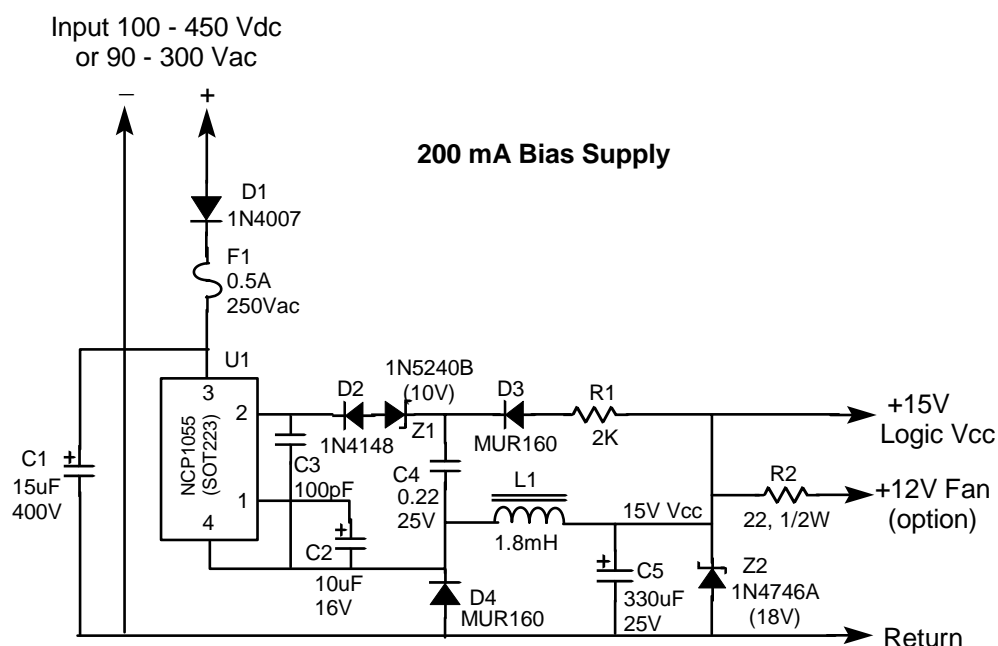 Input 100 - 450 Vdc
or 90 - 300 Vac
–
+
200 mA Bias Supply
D1
1N4007
F1
0.5A
250Vac
U1
3
2
1
4
NCP1055
(SOT223)
C1
+
15uF
400V
D2
1N4148
1N5240B
(10V)
Z1
D3
MUR160
R1
2K
+15V
Logic Vcc
C3
100pF
C4
0.22
25V
L1
1.8mH
15V Vcc
R2
22, 1/2W
+12V Fan
(option)
+
C2
10uF
16V
D4
MUR160
+
C5
330uF
25V
Z2
1N4746A
(18V)
Return